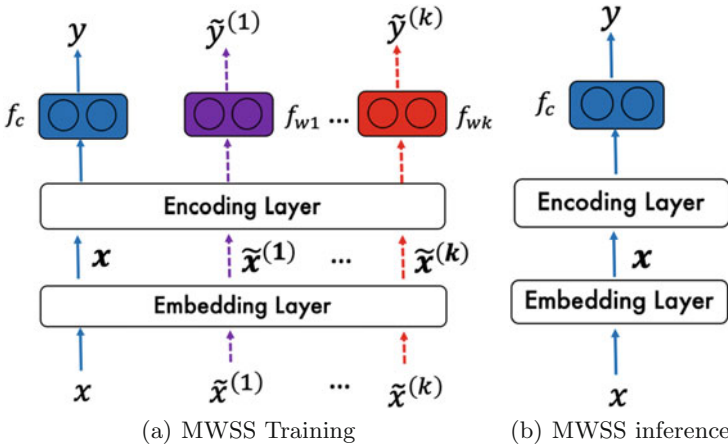 y ỹ(1) ỹ(k) y
f_c f_w1 ... f_wk f_c
Encoding Layer Encoding Layer
x x̃(1) ... x̃(k) x
Embedding Layer Embedding Layer
x x̃(1) ... x̃(k) x
(a) MWSS Training (b) MWSS inference